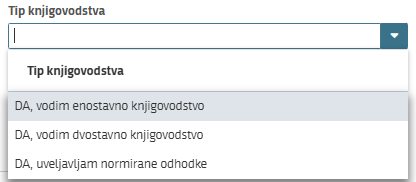 Tip knjigovodstva
Tip knjigovodstva
DA, vodim enostavno knjigovodstvo
DA, vodim dvostavno knjigovodstvo
DA, uveljavljam normirane odhodke